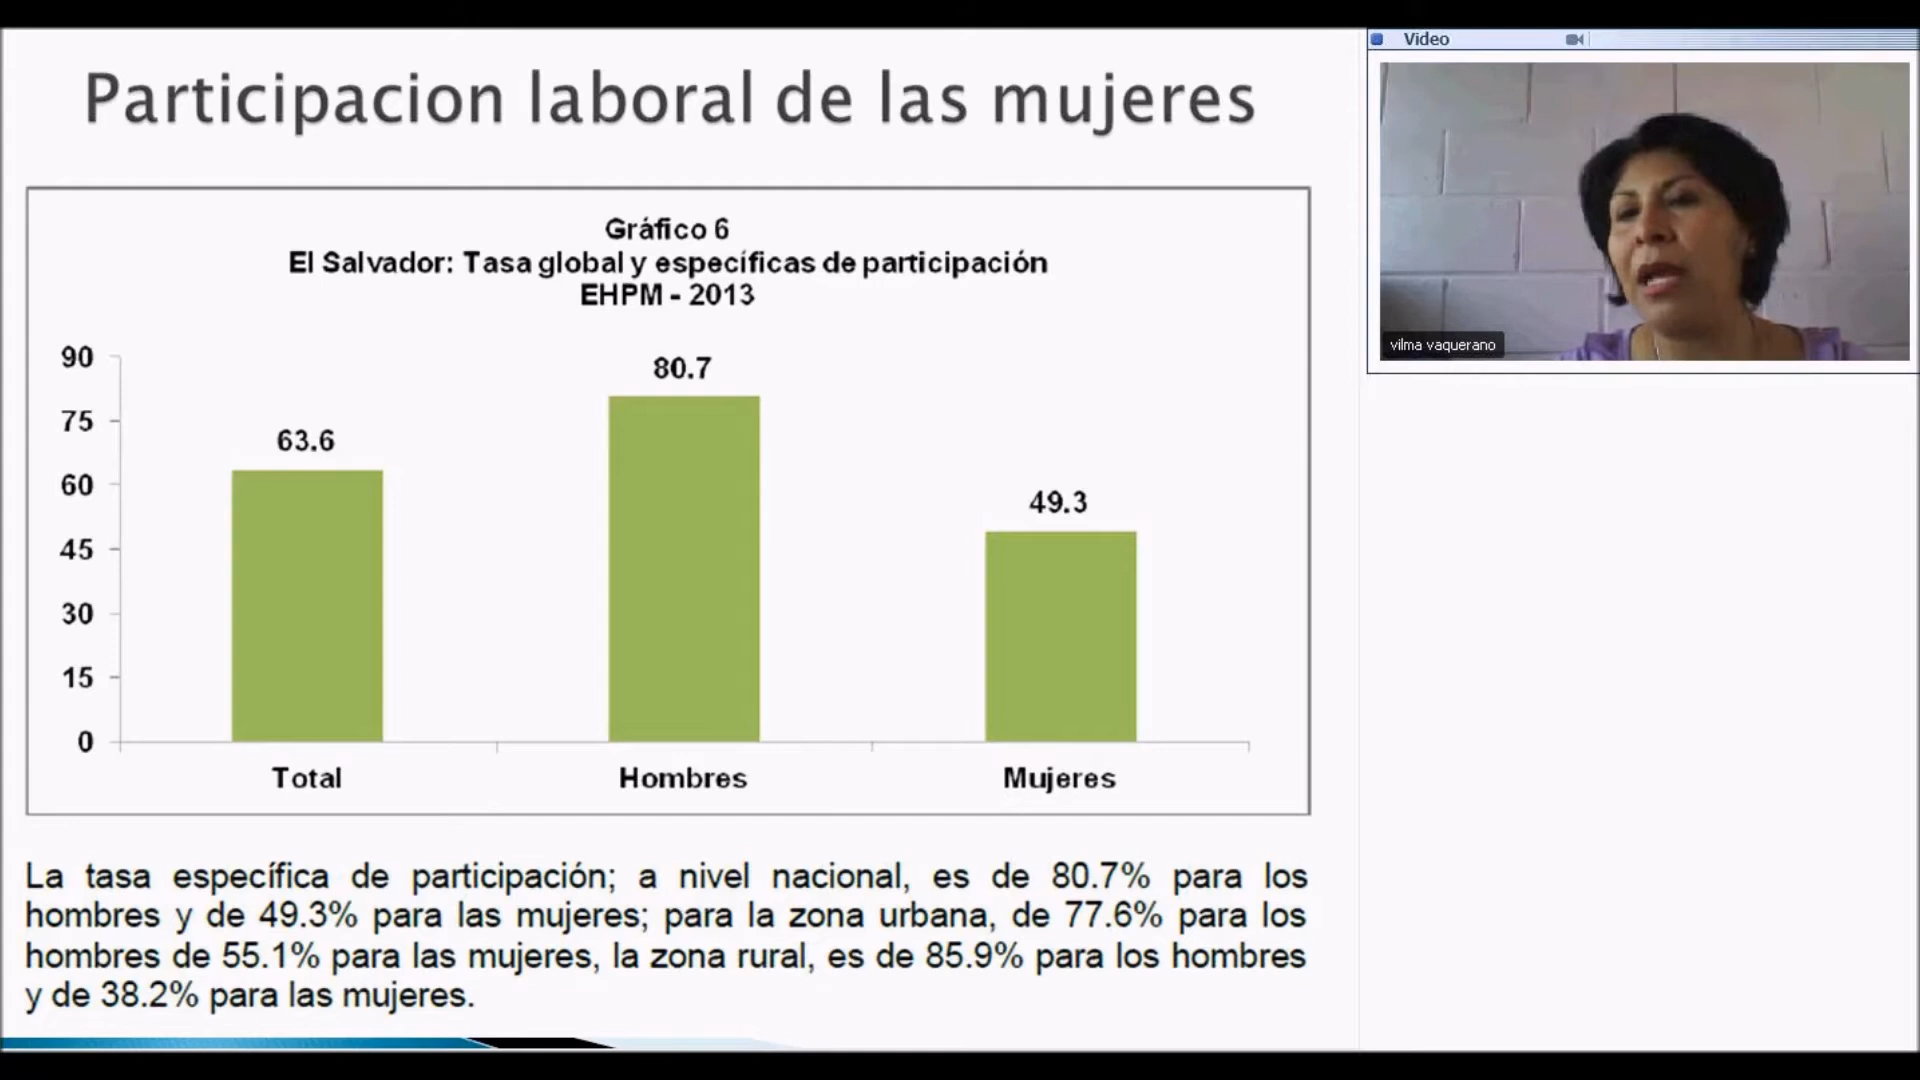 Participacion laboral de las mujeres
Gráfico 6
El Salvador: Tasa global y específicas de participación
EHPM - 2013
90
75
60
45
30
15
0
63.6
80.7
49.3
Total
Hombres
Mujeres
La tasa específica de participación; a nivel nacional, es de 80.7% para los
hombres y de 49.3% para las mujeres; para la zona urbana, de 77.6% para los
hombres de 55.1% para las mujeres, la zona rural, es de 85.9% para los hombres
y de 38.2% para las mujeres.
Video
vilma vaquerano